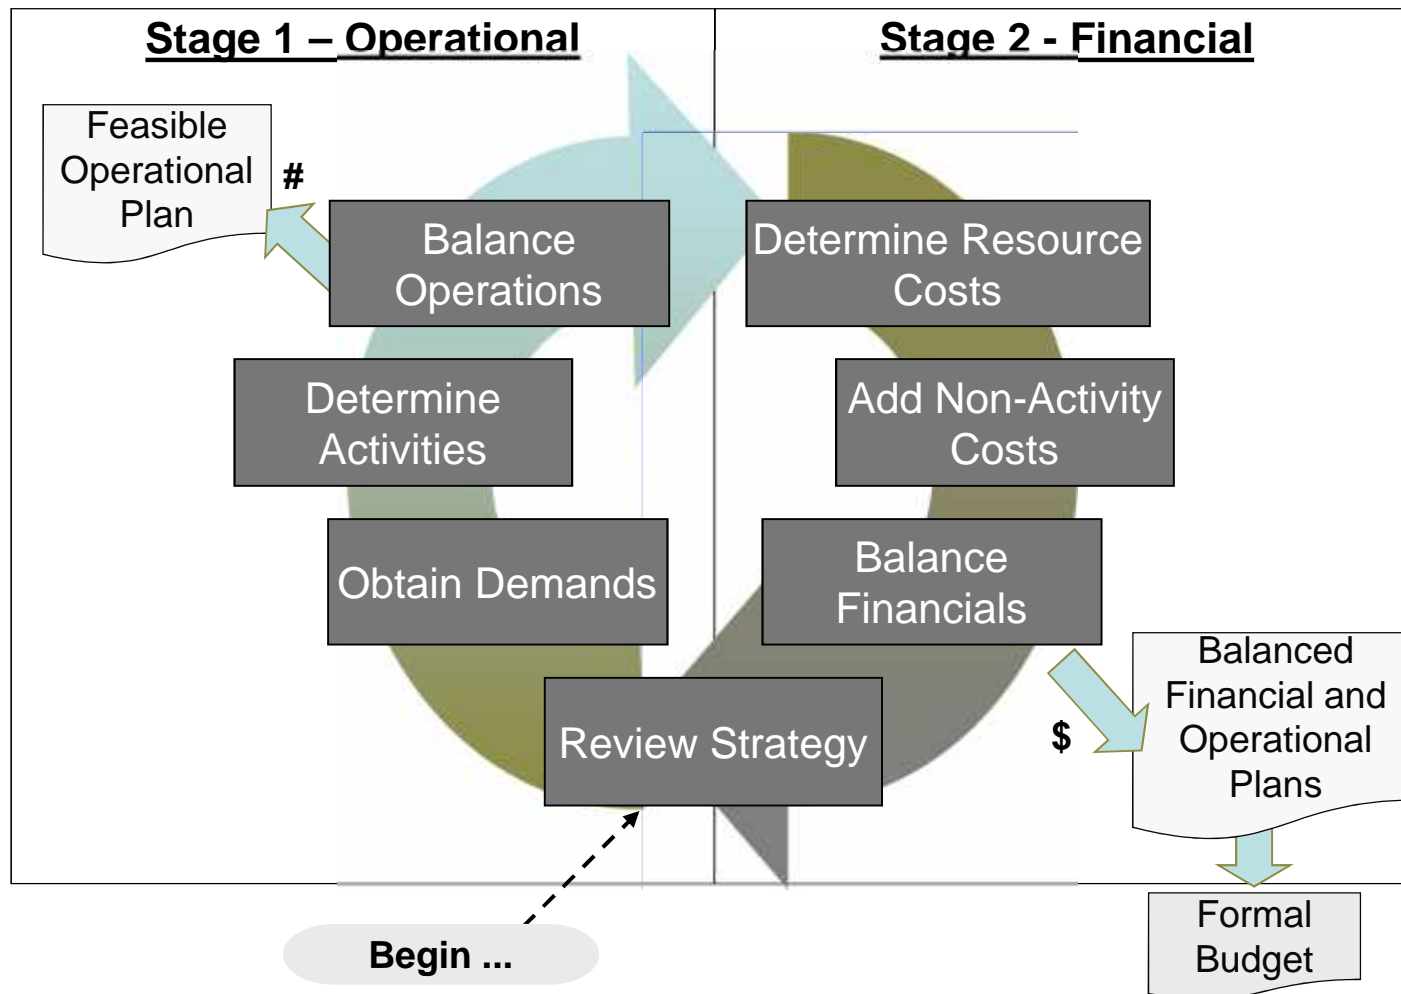 Stage 1 – Operational
Stage 2 - Financial
Feasible
Operational
Plan
#
Balance
Operations
Determine Resource
Costs
Determine
Activities
Add Non-Activity
Costs
Obtain Demands
Balance
Financials
Review Strategy
$
Balanced
Financial and
Operational
Plans
Formal
Budget
Begin ...